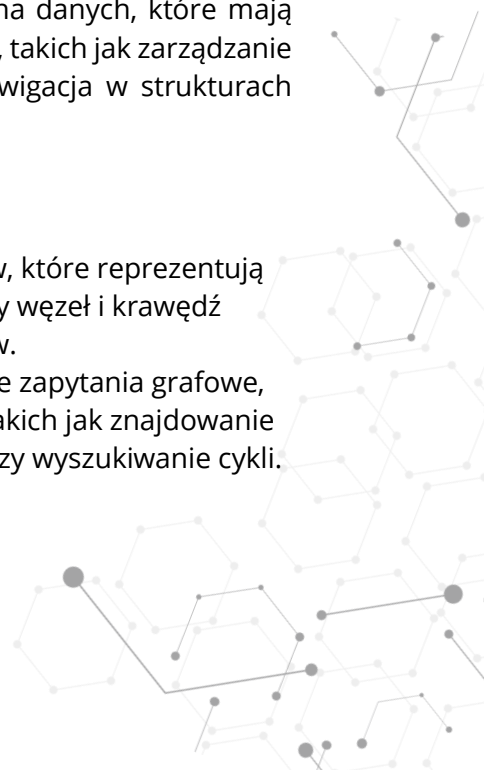 na danych, które mają
, takich jak zarządzanie
wigacja w strukturach
w, które reprezentują
y węzeł i krawędź
w.
e zapytania grafowe,
akich jak znajdowanie
zy wyszukiwanie cykli.